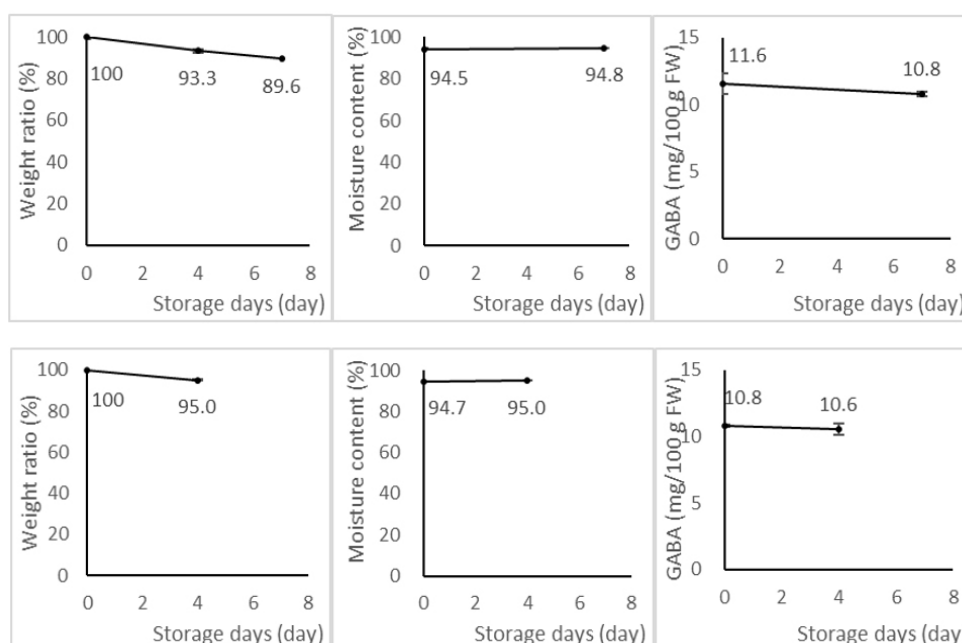 Weight ratio (%)
100
80
60
40
20
0
100
93.3
89.6
0 2 4 6 8
Storage days (day)
Moisture content (%)
100
80
60
40
20
0
94.5
94.8
0 2 4 6 8
Storage days (day)
GABA (mg/100 g FW)
15
10
5
0
11.6
10.8
0 2 4 6 8
Storage days (day)
Weight ratio (%)
100
80
60
40
20
0
100
95.0
0 2 4 6 8
Storage days (day)
Moisture content (%)
100
80
60
40
20
0
94.7
95.0
0 2 4 6 8
Storage days (day)
GABA (mg/100 g FW)
15
10
5
0
10.8
10.6
0 2 4 6 8
Storage days (day)